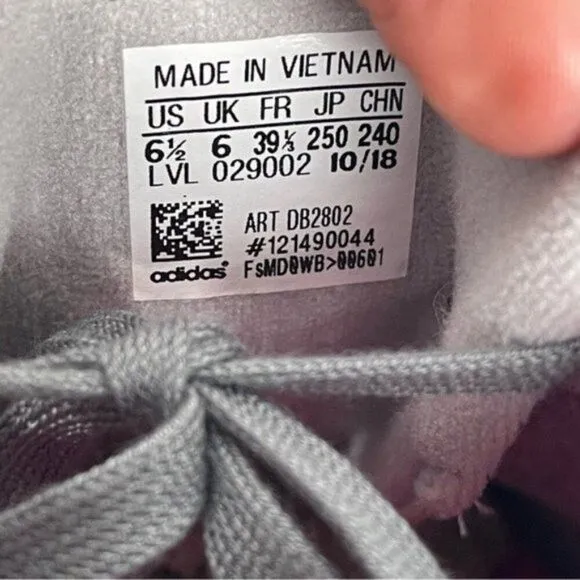 MADE IN VIETNAM
US UK FR JP CHN
6½ 6 39⅓ 250 240
LVL 029002 10/18
ART DB2802
#121490044
adidas® FsMD0WB>00601